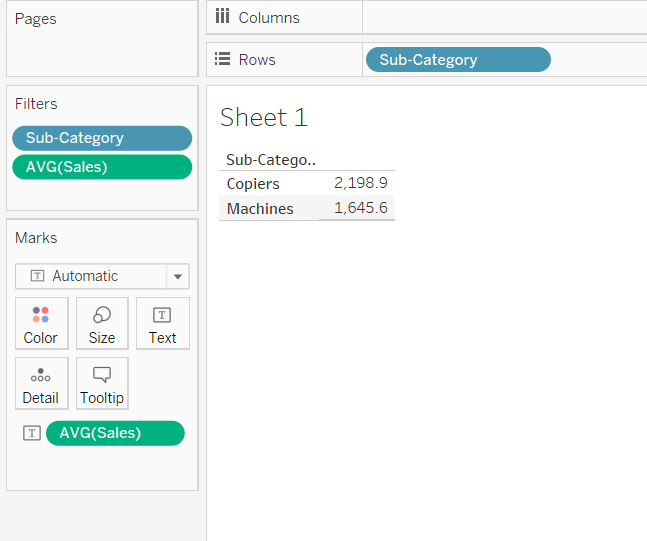 Pages
Columns
Rows
Sub-Category
Filters
Sub-Category
AVG(Sales)
Marks
T Automatic
Color
Size
T
Text
Detail
Tooltip
T AVG(Sales)
Sheet 1
Sub-Catego..
Copiers 2,198.9
Machines 1,645.6